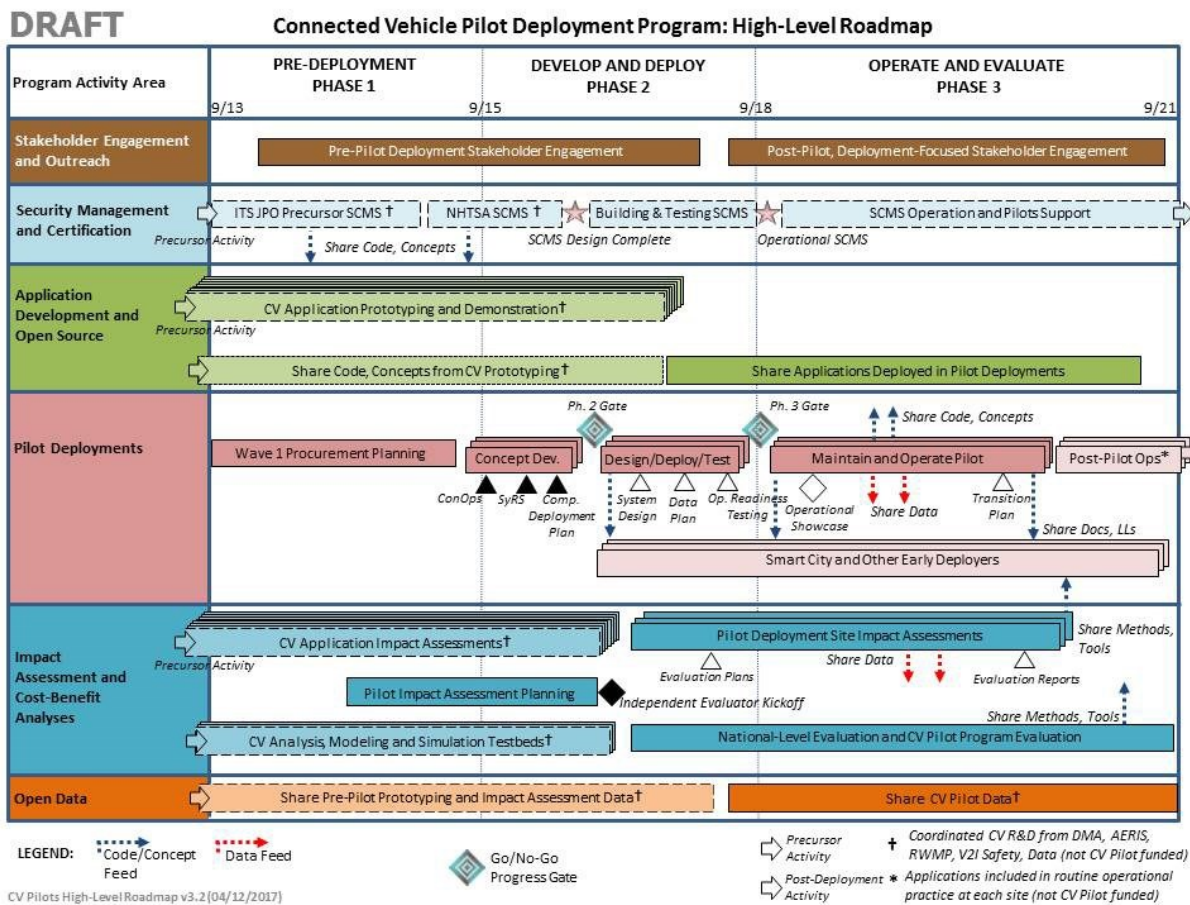 DRAFT
Connected Vehicle Pilot Deployment Program: High-Level Roadmap
Program Activity Area
PRE-DEPLOYMENT
PHASE 1
DEVELOP AND DEPLOY
PHASE 2
OPERATE AND EVALUATE
PHASE 3
9/13
9/15
9/18
9/21
Stakeholder Engagement
and Outreach
Pre-Pilot Deployment Stakeholder Engagement
Post-Pilot, Deployment-Focused Stakeholder Engagement
Security Management
and Certification
Precursor Activity
ITS JPO Precursor SCMS †
NHTSA SCMS †
Building & Testing SCMS
SCMS Operation and Pilots Support
Share Code, Concepts
SCMS Design Complete
Operational SCMS
Application
Development and
Open Source
CV Application Prototyping and Demonstration†
Precursor Activity
Share Code, Concepts from CV Prototyping†
Share Applications Deployed in Pilot Deployments
Pilot Deployments
Ph. 2 Gate
Ph. 3 Gate
Share Code, Concepts
Wave 1 Procurement Planning
Concept Dev.
Design/Deploy/Test
Maintain and Operate Pilot
Post-Pilot Ops*
ConOps
SyRS
Comp.
Deployment
Plan
System
Design
Data
Plan
Op. Readiness
Testing
Operational
Showcase
Share Data
Transition
Plan
Share Docs, LLs
Smart City and Other Early Deployers
Impact
Assessment and
Cost-Benefit
Analyses
CV Application Impact Assessments†
Precursor Activity
Pilot Deployment Site Impact Assessments
Share Methods,
Tools
Evaluation Plans
Share Data
Evaluation Reports
Pilot Impact Assessment Planning
Independent Evaluator Kickoff
Share Methods, Tools
CV Analysis, Modeling and Simulation Testbeds†
National-Level Evaluation and CV Pilot Program Evaluation
Open Data
Share Pre-Pilot Prototyping and Impact Assessment Data†
Share CV Pilot Data†
LEGEND:
Code/Concept
Feed
Data Feed
Go/No-Go
Progress Gate
Precursor
Activity
† Coordinated CV R&D from DMA, AERIS,
RWMP, V2I Safety, Data (not CV Pilot funded)
Post-Deployment
Activity
* Applications included in routine operational
practice at each site (not CV Pilot funded)
CV Pilots High-Level Roadmap v3.2 (04/12/2017)